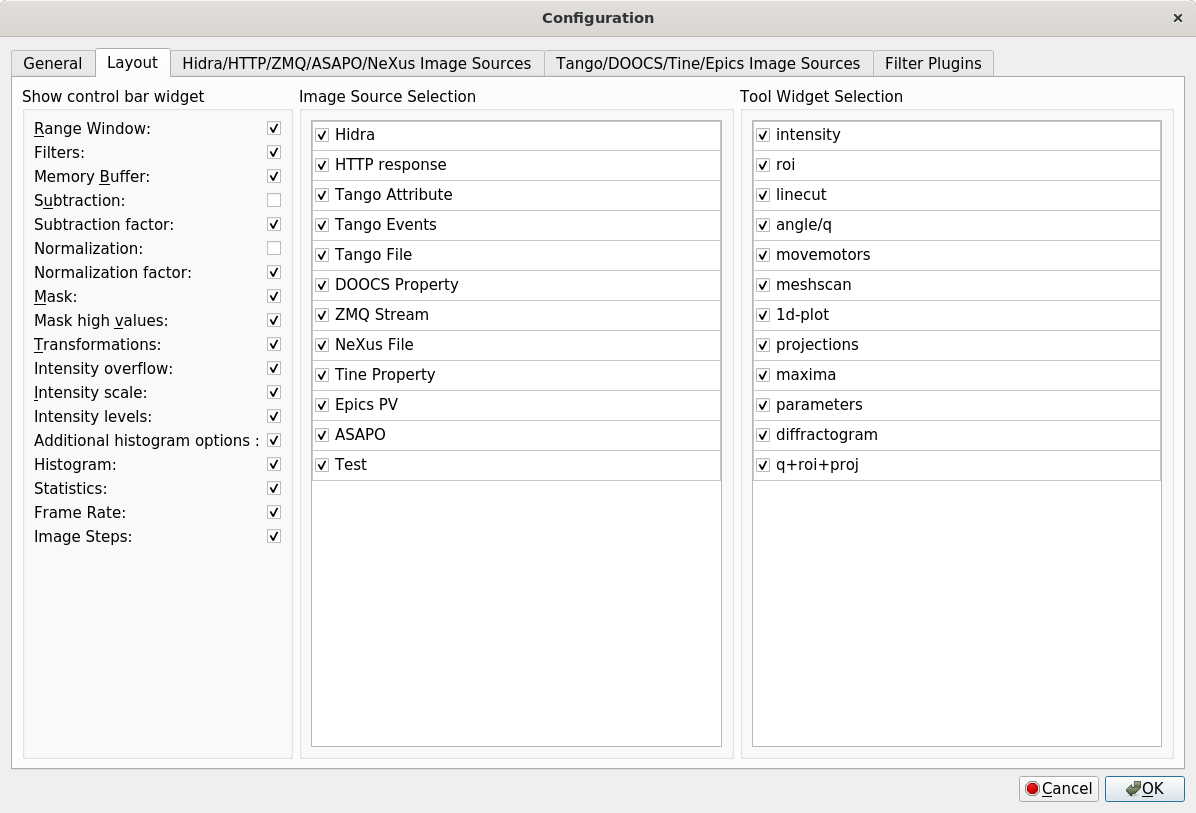 Configuration
General
Layout
Hidra/HTTP/ZMQ/ASAPO/NeXus Image Sources
Tango/DOOCS/Tine/Epics Image Sources
Filter Plugins
Show control bar widget
Range Window:
Filters:
Memory Buffer:
Subtraction:
Subtraction factor:
Normalization:
Normalization factor:
Mask:
Mask high values:
Transformations:
Intensity overflow:
Intensity scale:
Intensity levels:
Additional histogram options :
Histogram:
Statistics:
Frame Rate:
Image Steps:
Image Source Selection
Hidra
HTTP response
Tango Attribute
Tango Events
Tango File
DOOCS Property
ZMQ Stream
NeXus File
Tine Property
Epics PV
ASAPO
Test
Tool Widget Selection
intensity
roi
linecut
angle/q
movemotors
meshscan
1d-plot
projections
maxima
parameters
diffractogram
q+roi+proj
Cancel
OK